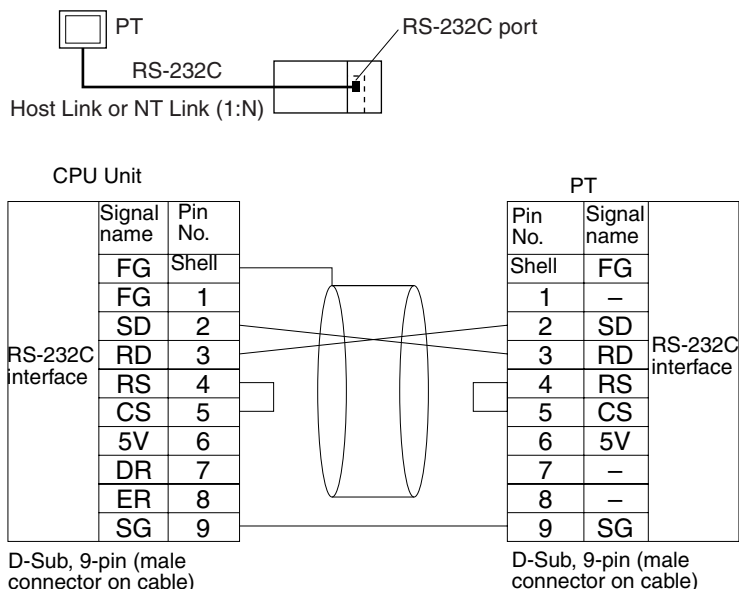 PT
RS-232C port
RS-232C
Host Link or NT Link (1:N)
CPU Unit
PT
Signal name Pin No.
FG Shell
FG 1
SD 2
RD 3
RS 4
CS 5
5V 6
DR 7
ER 8
SG 9
RS-232C interface
Pin No. Signal name
Shell FG
1 –
2 SD
3 RD
4 RS
5 CS
6 5V
7 –
8 –
9 SG
RS-232C interface
D-Sub, 9-pin (male
connector on cable)
D-Sub, 9-pin (male
connector on cable)